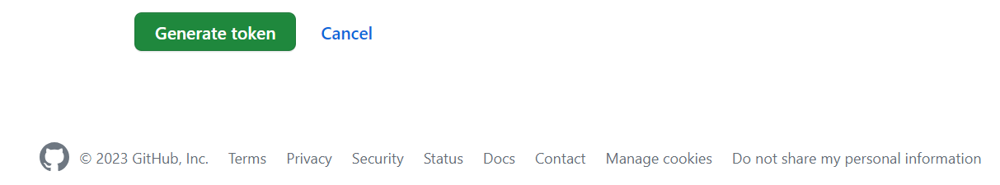 Generate token Cancel
© 2023 GitHub, Inc. Terms Privacy Security Status Docs Contact Manage cookies Do not share my personal information